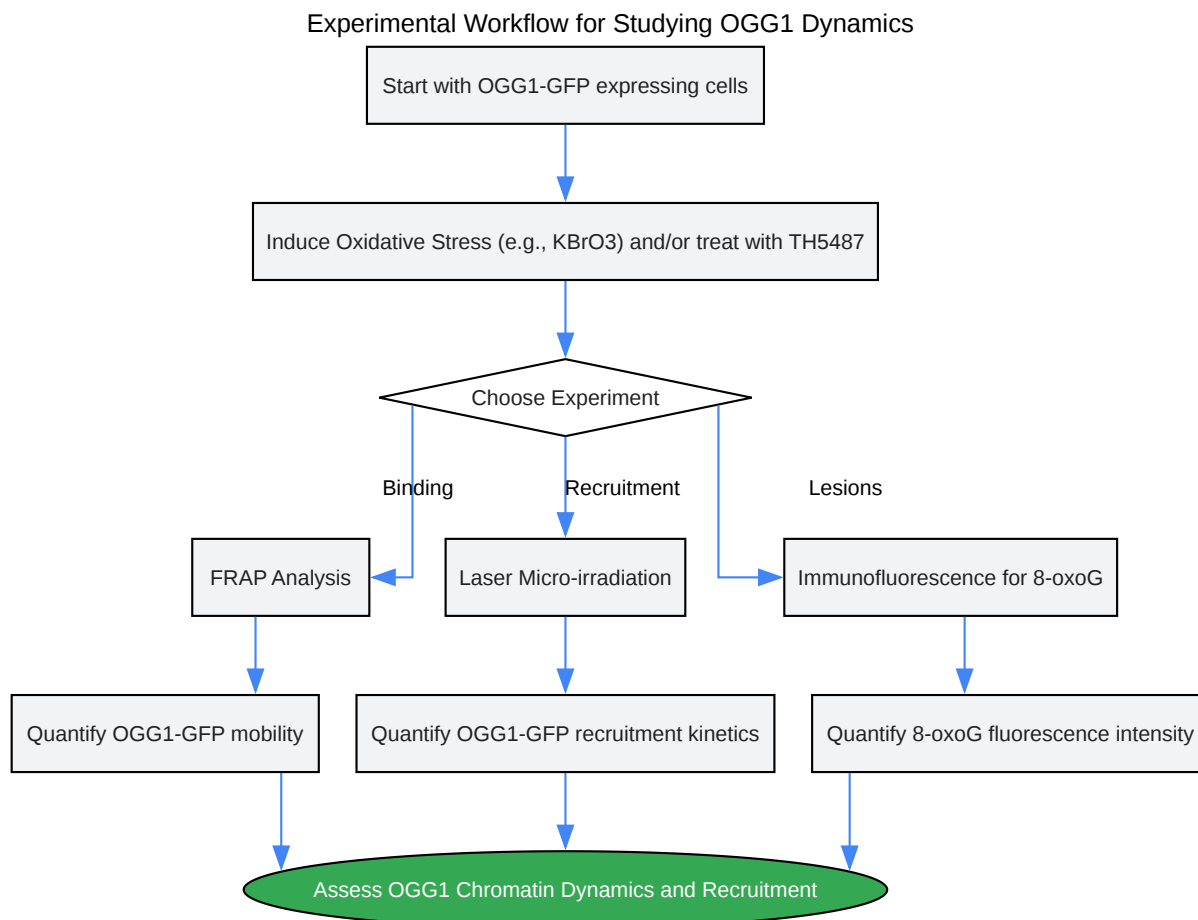 Experimental Workflow for Studying OGG1 Dynamics
Start with OGG1-GFP expressing cells
Induce Oxidative Stress (e.g., KBrO3) and/or treat with TH5487
Choose Experiment
Binding
Recruitment
Lesions
FRAP Analysis
Laser Micro-irradiation
Immunofluorescence for 8-oxoG
Quantify OGG1-GFP mobility
Quantify OGG1-GFP recruitment kinetics
Quantify 8-oxoG fluorescence intensity
Assess OGG1 Chromatin Dynamics and Recruitment